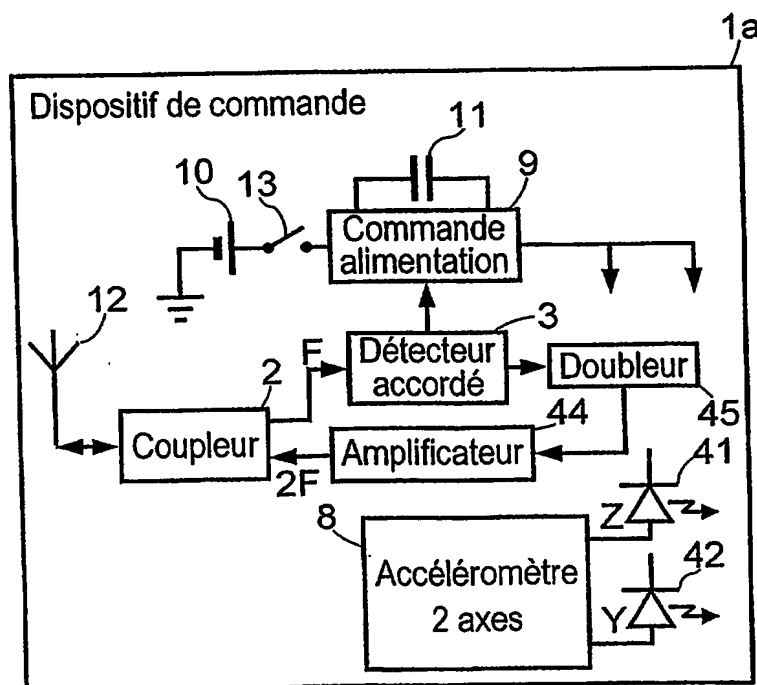 1a
Dispositif de commande
11
10
13
9
Commande
alimentation
12
3
F
Détecteur
accordé
Doubleur
2
44
45
Coupleur
Amplificateur
2F
41
Z
8
42
Accéléromètre
2 axes
Y